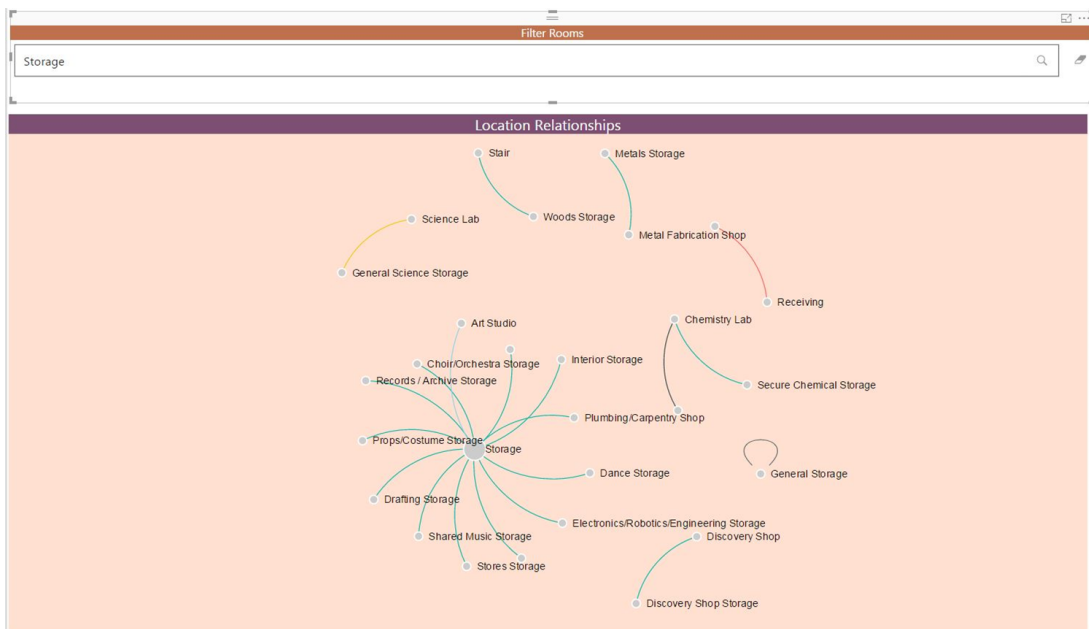 Filter Rooms
Storage
Location Relationships
Stair
Metals Storage
Science Lab
Woods Storage
Metal Fabrication Shop
General Science Storage
Receiving
Art Studio
Chemistry Lab
Choir/Orchestra Storage
Interior Storage
Records / Archive Storage
Secure Chemical Storage
Plumbing/Carpentry Shop
Props/Costume Storage
Storage
Dance Storage
General Storage
Drafting Storage
Electronics/Robotics/Engineering Storage
Shared Music Storage
Discovery Shop
Stores Storage
Discovery Shop Storage